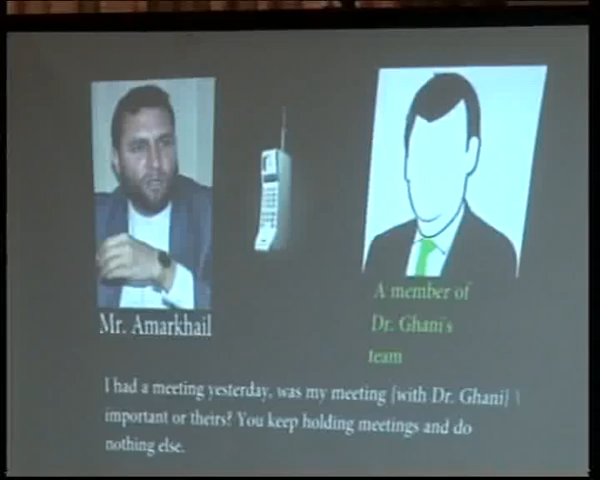 Mr. Amarkhail
A member of
Dr. Ghani's
team
I had a meeting yesterday, was my meeting [with Dr. Ghani] \
important or theirs? You keep holding meetings and do
nothing else.